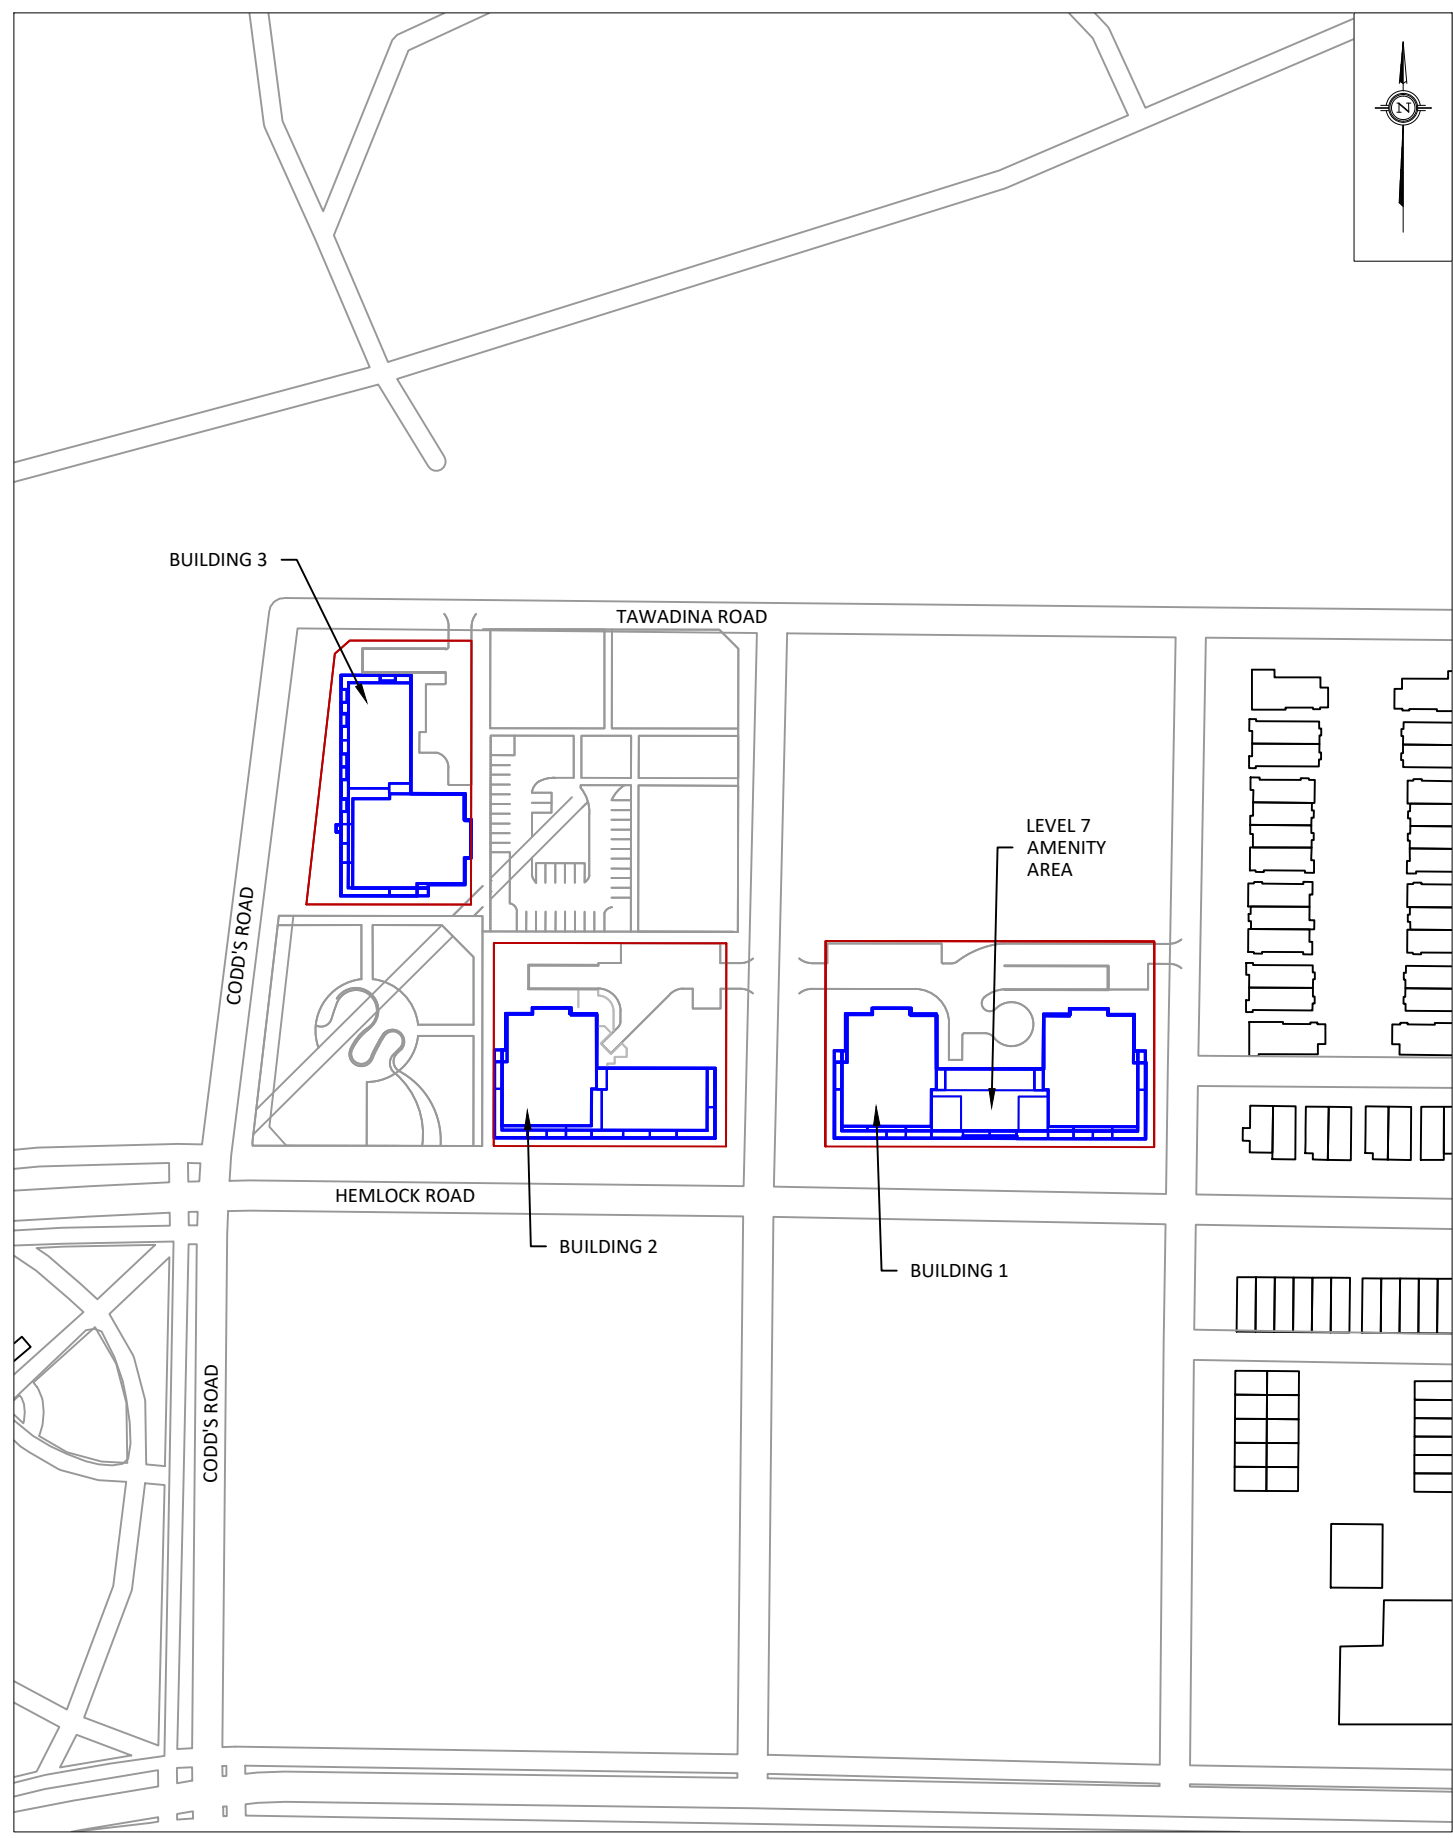 N
BUILDING 3
TAWADINA ROAD
LEVEL 7
AMENITY
AREA
CODD'S ROAD
HEMLOCK ROAD
BUILDING 2
BUILDING 1
CODD'S ROAD